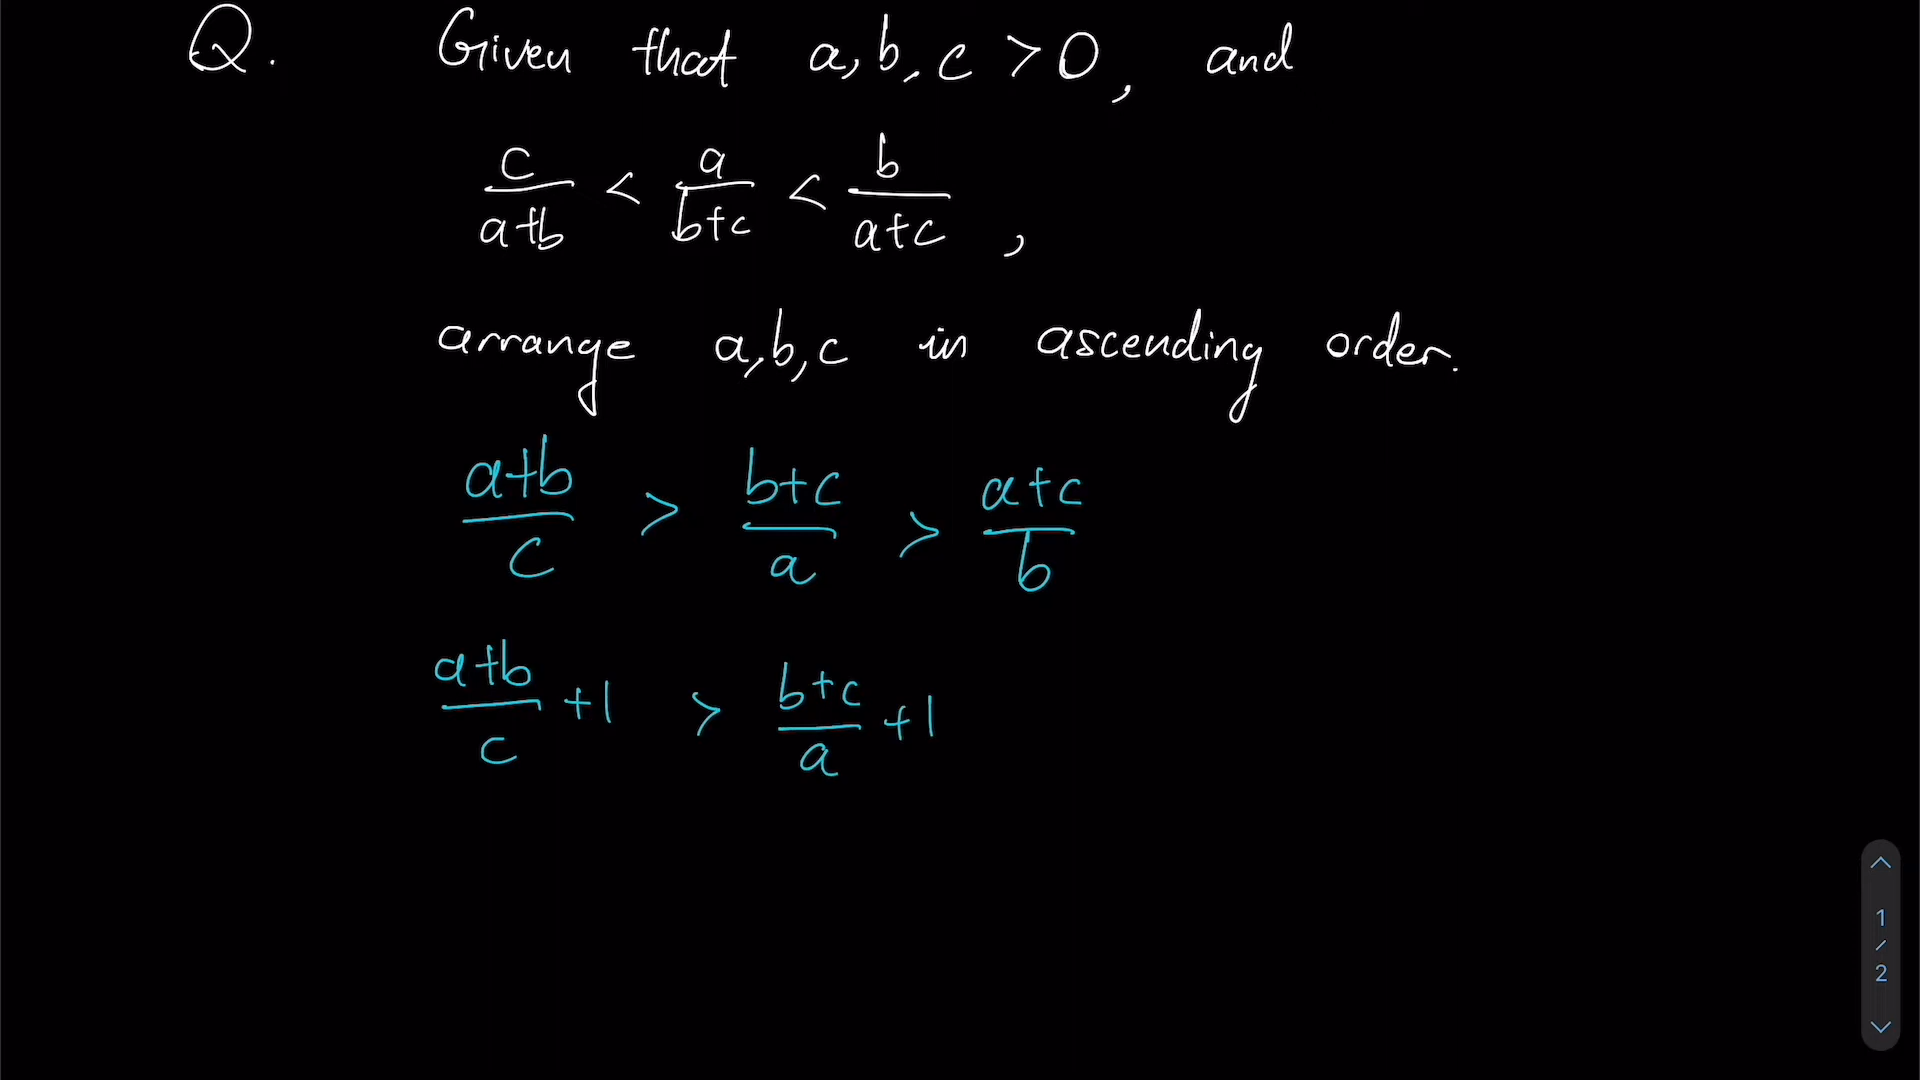 Q. Given that a, b, c > 0, and
c/(a+b) < a/(b+c) < b/(a+c),
arrange a, b, c in ascending order.
(a+b)/c > (b+c)/a > (a+c)/b
(a+b)/c + 1 > (b+c)/a + 1
1 / 2